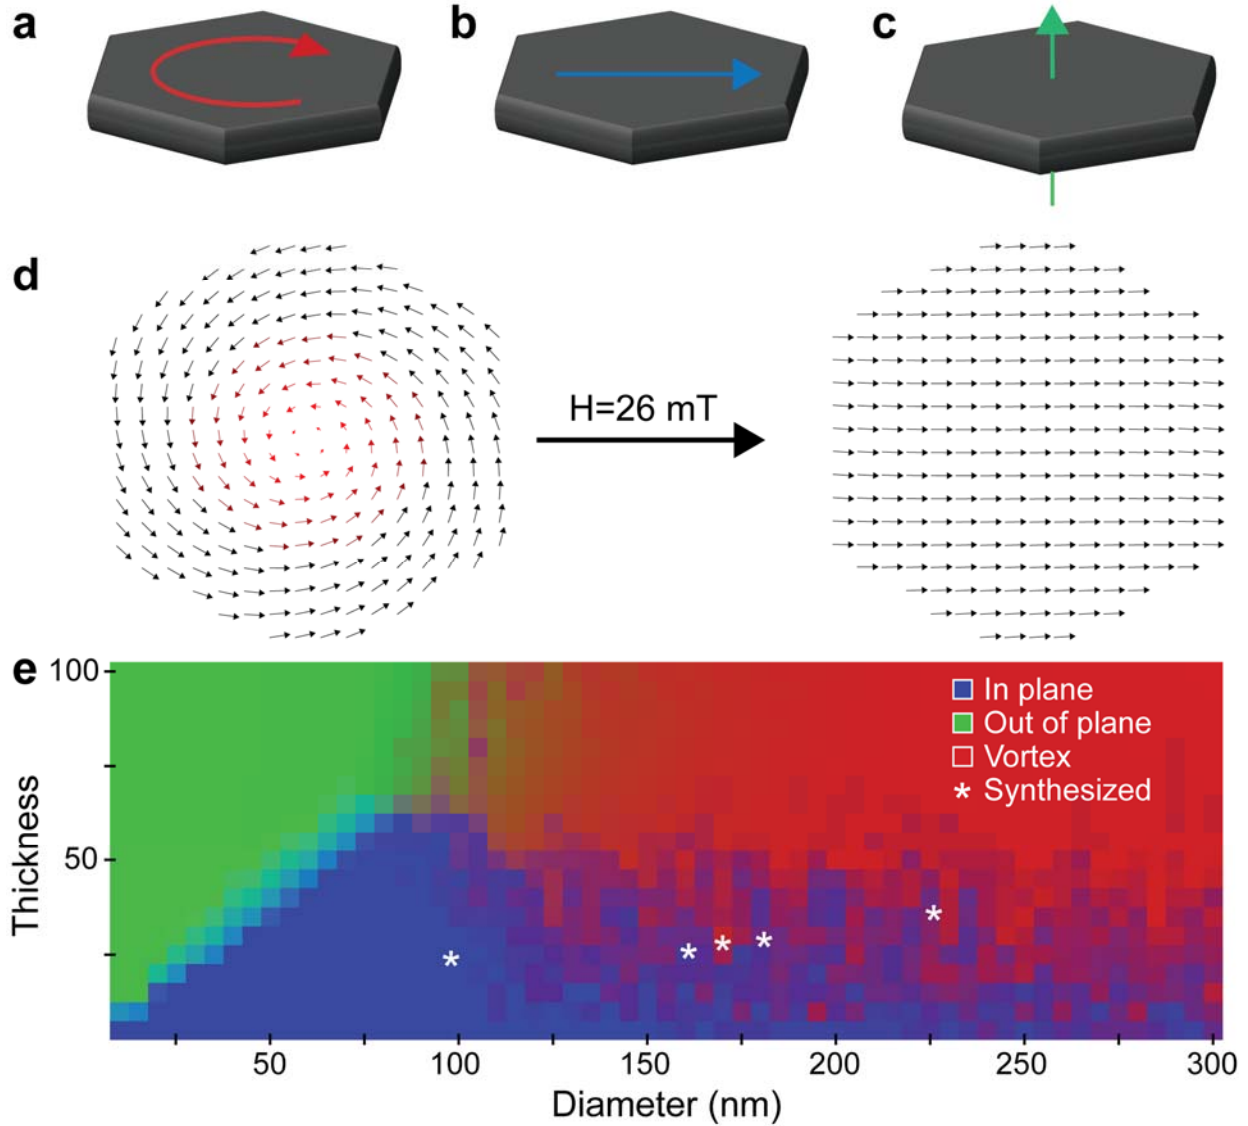 a
b
c
d
H=26 mT
e
100
50
Thickness
In plane
Out of plane
Vortex
* Synthesized
* * * * *
50 100 150 200 250 300
Diameter (nm)